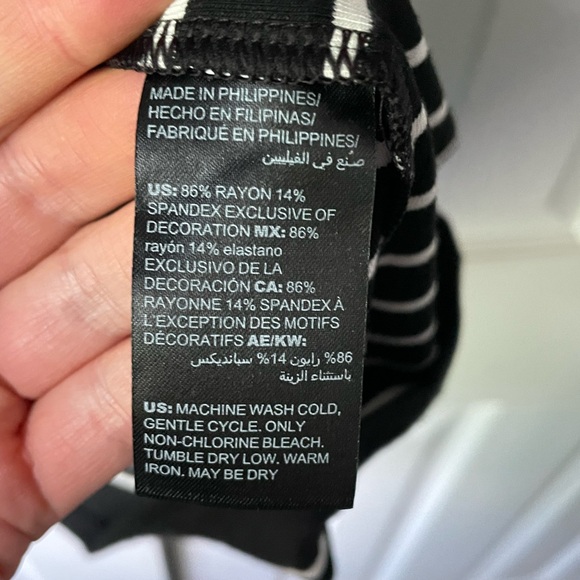 MADE IN PHILIPPINES/
HECHO EN FILIPINAS/
FABRIQUÉ EN PHILIPPINES/
صُنع في الفيليبين
US: 86% RAYON 14%
SPANDEX EXCLUSIVE OF
DECORATION MX: 86%
rayón 14% elastano
EXCLUSIVO DE LA
DECORACIÓN CA: 86%
RAYONNE 14% SPANDEX À
L'EXCEPTION DES MOTIFS
DÉCORATIFS AE/KW:
86% رايون 14% سباندیكس
باستثناء الزينة
US: MACHINE WASH COLD,
GENTLE CYCLE. ONLY
NON-CHLORINE BLEACH.
TUMBLE DRY LOW. WARM
IRON. MAY BE DRY